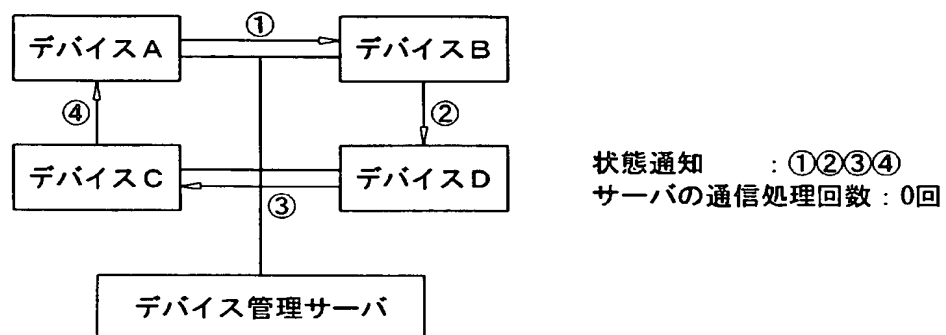 ①
デバイスA
デバイスB
④
②
デバイスC
デバイスD
③
状態通知　　：①②③④
サーバの通信処理回数：0回
デバイス管理サーバ